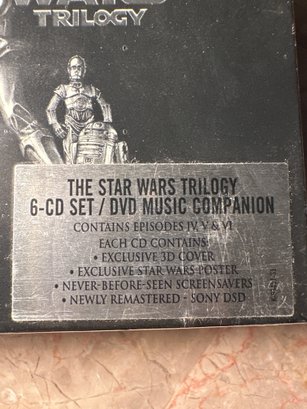 WARS
TRILOGY
THE STAR WARS TRILOGY
6-CD SET / DVD MUSIC COMPANION
CONTAINS EPISODES IV, V & VI
EACH CD CONTAINS:
• EXCLUSIVE 3D COVER
• EXCLUSIVE STAR WARS POSTER
• NEVER-BEFORE-SEEN SCREENSAVERS
• NEWLY REMASTERED - SONY DSD